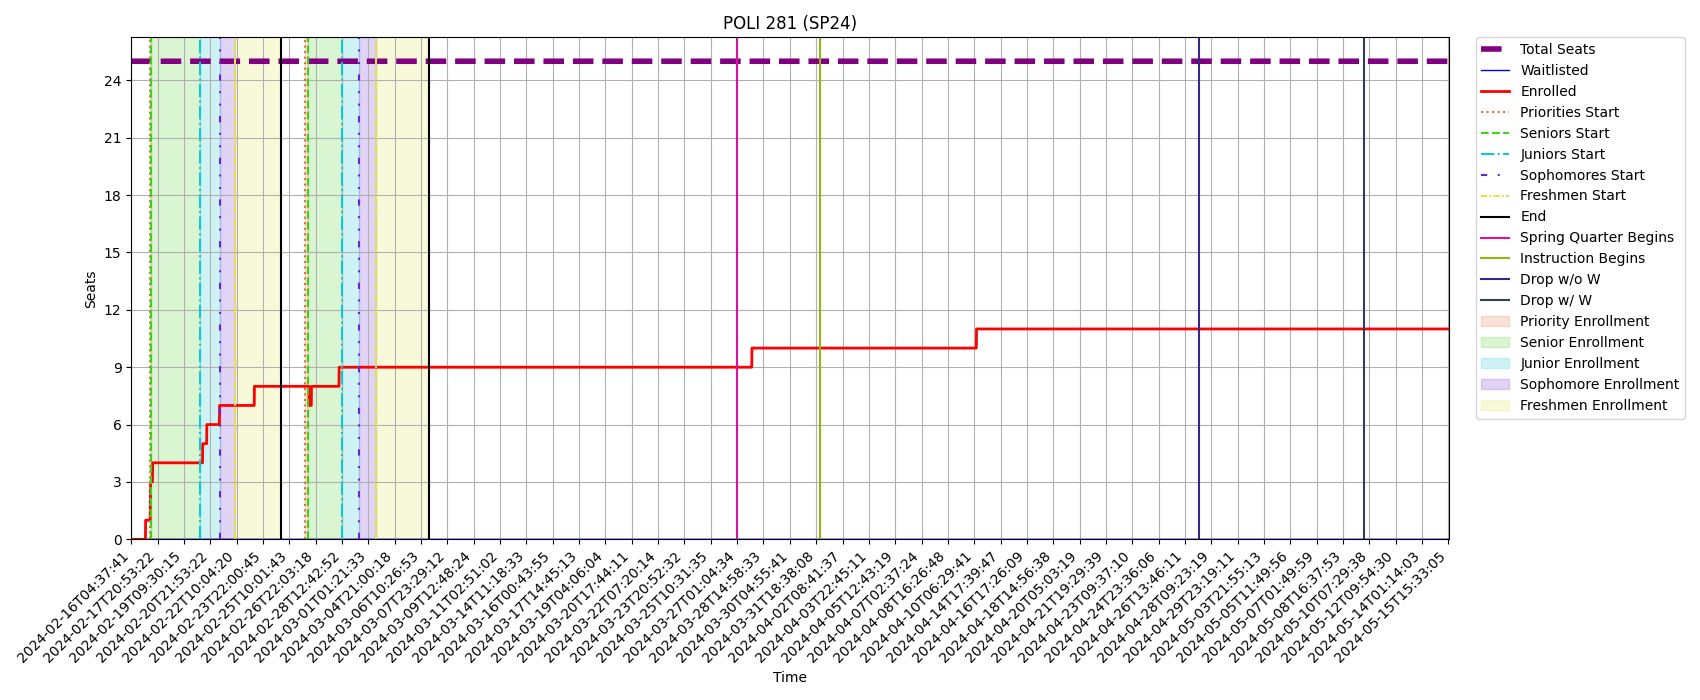 POLI 281 (SP24)
Seats
24
21
18
15
12
9
6
3
0
2024-02-16T04:37:41
2024-02-17T20:53:22
2024-02-19T09:30:15
2024-02-20T21:53:22
2024-02-22T10:04:20
2024-02-23T22:00:45
2024-02-25T10:01:43
2024-02-26T22:03:18
2024-02-28T12:42:52
2024-03-01T01:21:33
2024-03-04T21:00:18
2024-03-06T10:26:53
2024-03-07T23:29:12
2024-03-09T12:48:24
2024-03-11T02:51:02
2024-03-14T11:18:33
2024-03-16T00:43:55
2024-03-17T14:45:13
2024-03-19T04:06:04
2024-03-20T17:44:11
2024-03-22T07:20:14
2024-03-23T20:52:32
2024-03-25T10:31:35
2024-03-27T01:04:34
2024-03-28T14:58:33
2024-03-30T04:55:41
2024-03-31T18:38:08
2024-04-02T08:41:37
2024-04-03T22:45:11
2024-04-05T12:43:19
2024-04-07T02:37:24
2024-04-08T16:26:48
2024-04-10T06:29:41
2024-04-14T17:39:47
2024-04-16T17:26:09
2024-04-18T14:56:38
2024-04-20T05:03:19
2024-04-21T19:29:39
2024-04-23T09:37:10
2024-04-24T23:36:06
2024-04-26T13:46:11
2024-04-28T09:23:19
2024-04-29T23:19:11
2024-05-03T21:55:13
2024-05-05T11:49:56
2024-05-07T01:49:59
2024-05-08T16:37:53
2024-05-10T07:29:38
2024-05-12T09:54:30
2024-05-14T01:14:03
2024-05-15T15:33:05
Time
Total Seats
Waitlisted
Enrolled
Priorities Start
Seniors Start
Juniors Start
Sophomores Start
Freshmen Start
End
Spring Quarter Begins
Instruction Begins
Drop w/o W
Drop w/ W
Priority Enrollment
Senior Enrollment
Junior Enrollment
Sophomore Enrollment
Freshmen Enrollment